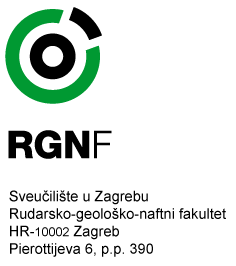 RGNF
Sveučilište u Zagrebu
Rudarsko-geološko-naftni fakultet
HR-10002 Zagreb
Pierottijeva 6, p.p. 390